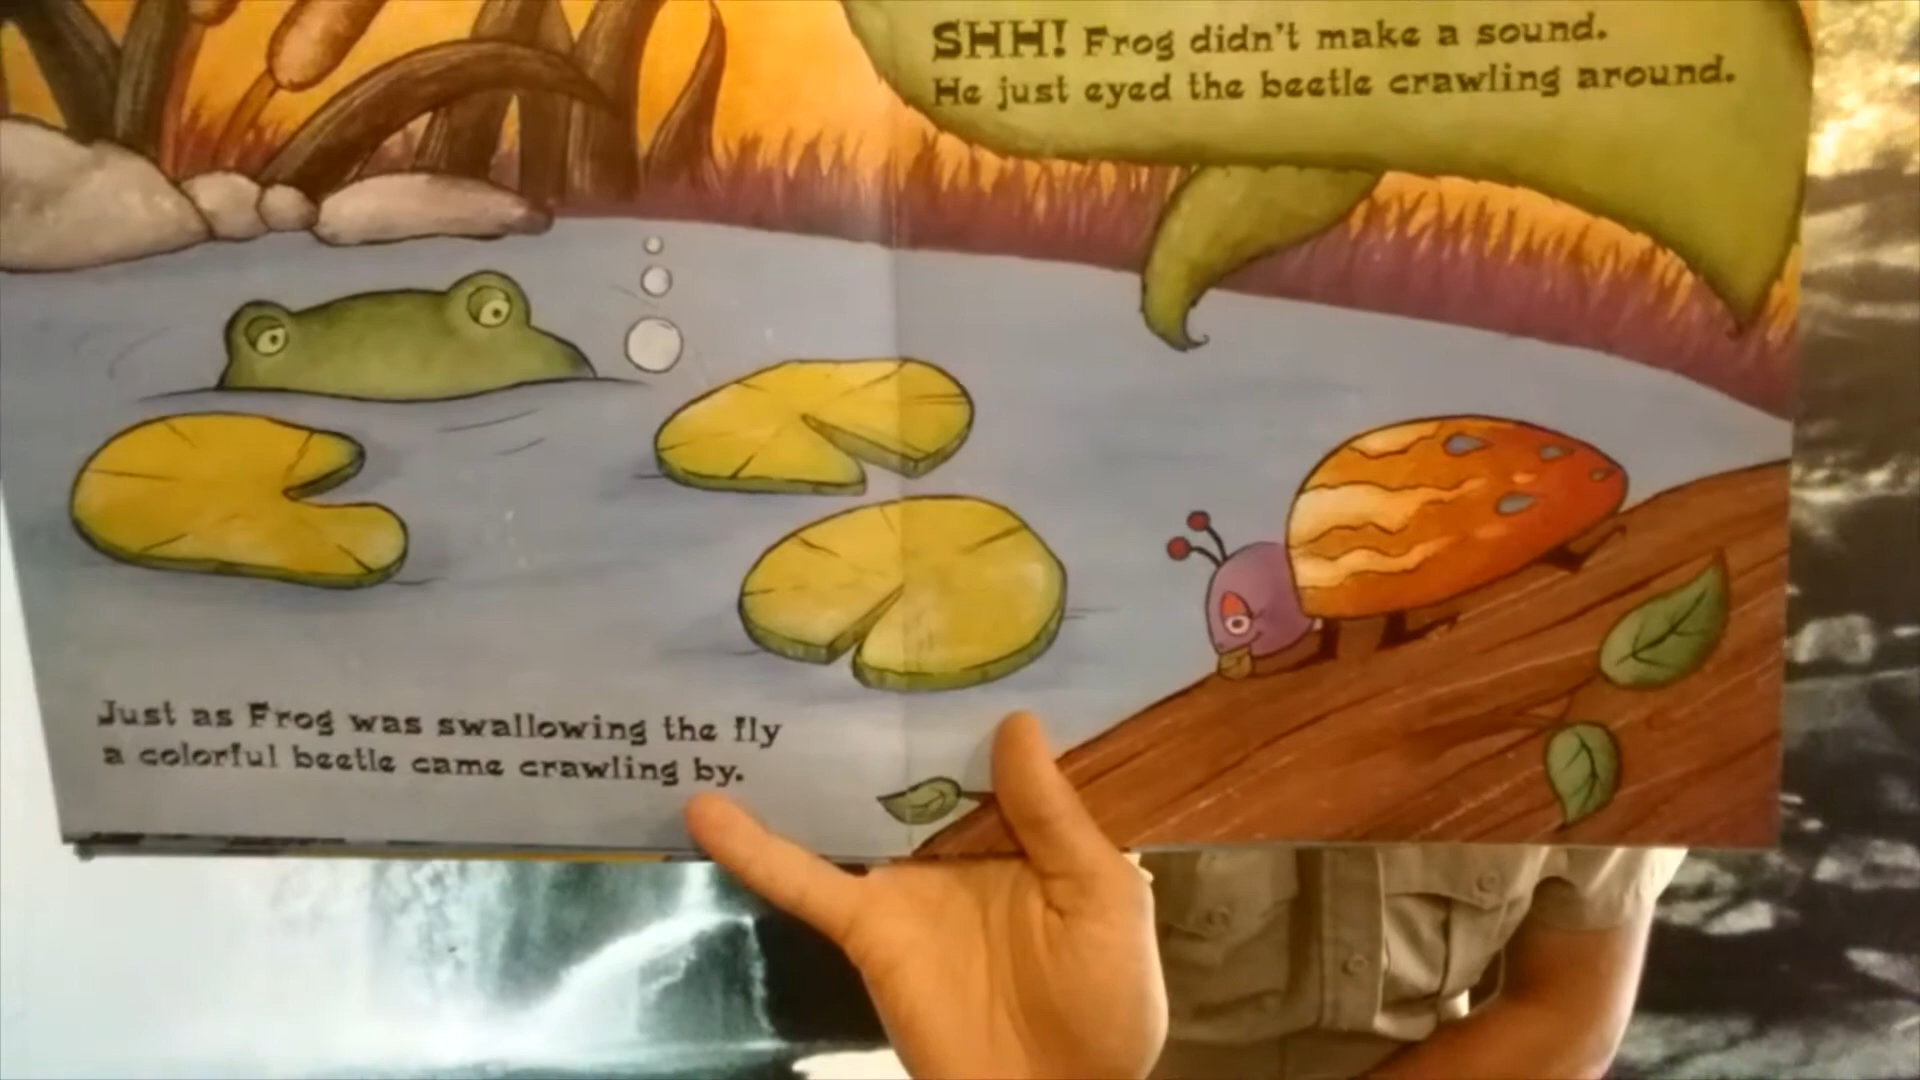 SHH! Frog didn't make a sound.
He just eyed the beetle crawling around.
Just as Frog was swallowing the fly
a colorful beetle came crawling by.